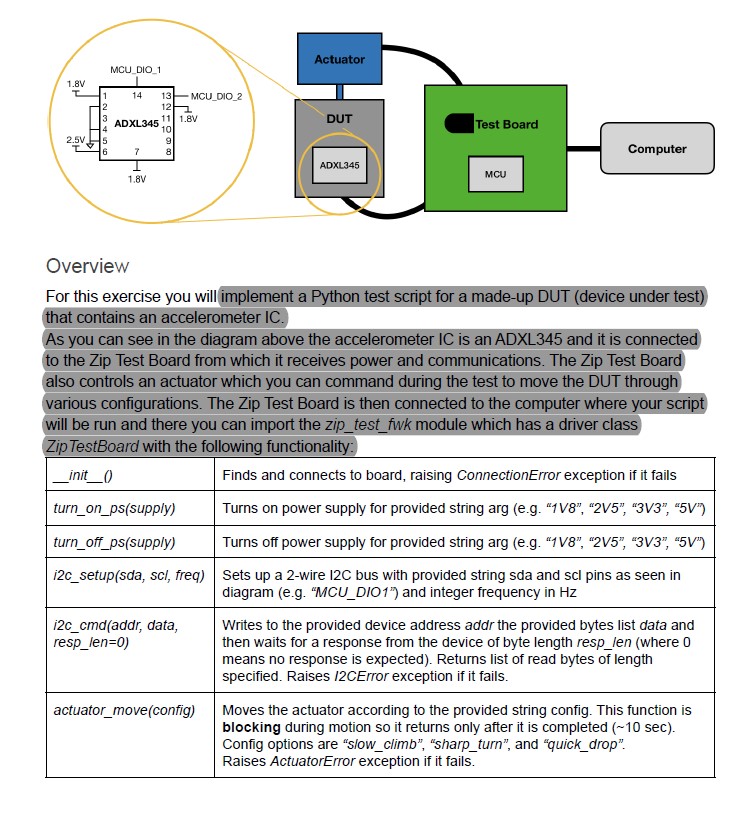 MCU_DIO_1
1.8V
1
14
13
MCU_DIO_2
2
12
3
ADXL345
11
1.8V
4
10
2.5V
5
9
6
7
8
1.8V
Actuator
DUT
ADXL345
Test Board
MCU
Computer
Overview
For this exercise you will implement a Python test script for a made-up DUT (device under test)
that contains an accelerometer IC.
As you can see in the diagram above the accelerometer IC is an ADXL345 and it is connected
to the Zip Test Board from which it receives power and communications. The Zip Test Board
also controls an actuator which you can command during the test to move the DUT through
various configurations. The Zip Test Board is then connected to the computer where your script
will be run and there you can import the zip_test_fwk module which has a driver class
ZipTestBoard with the following functionality:
__init__()
Finds and connects to board, raising ConnectionError exception if it fails
turn_on_ps(supply)
Turns on power supply for provided string arg (e.g. “1V8”, “2V5”, “3V3”, “5V”)
turn_off_ps(supply)
Turns off power supply for provided string arg (e.g. “1V8”, “2V5”, “3V3”, “5V”)
i2c_setup(sda, scl, freq)
Sets up a 2-wire I2C bus with provided string sda and scl pins as seen in
diagram (e.g. “MCU_DIO1”) and integer frequency in Hz
i2c_cmd(addr, data,
resp_len=0)
Writes to the provided device address addr the provided bytes list data and
then waits for a response from the device of byte length resp_len (where 0
means no response is expected). Returns list of read bytes of length
specified. Raises I2CError exception if it fails.
actuator_move(config)
Moves the actuator according to the provided string config. This function is
blocking during motion so it returns only after it is completed (~10 sec).
Config options are “slow_climb”, “sharp_turn”, and “quick_drop”.
Raises ActuatorError exception if it fails.